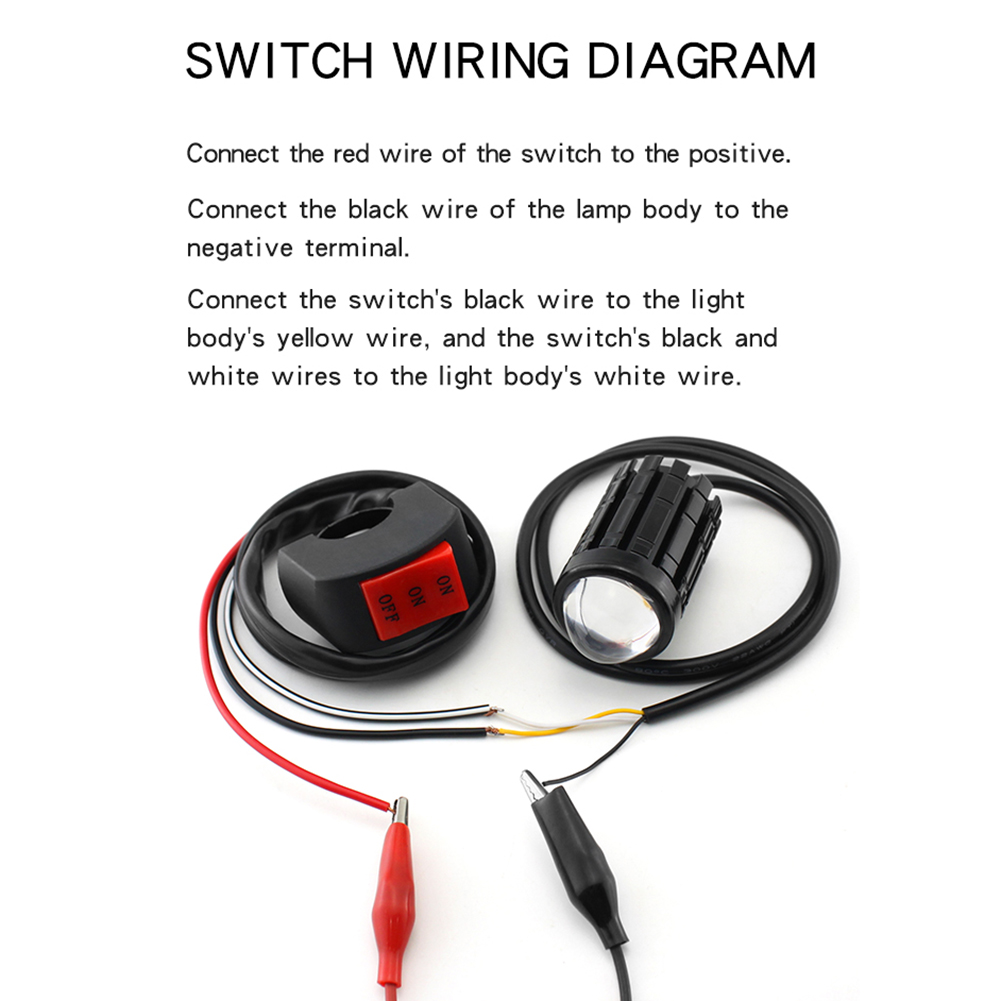 SWITCH WIRING DIAGRAM
Connect the red wire of the switch to the positive.
Connect the black wire of the lamp body to the
negative terminal.
Connect the switch's black wire to the light
body's yellow wire, and the switch's black and
white wires to the light body's white wire.
ON
ON
OFF